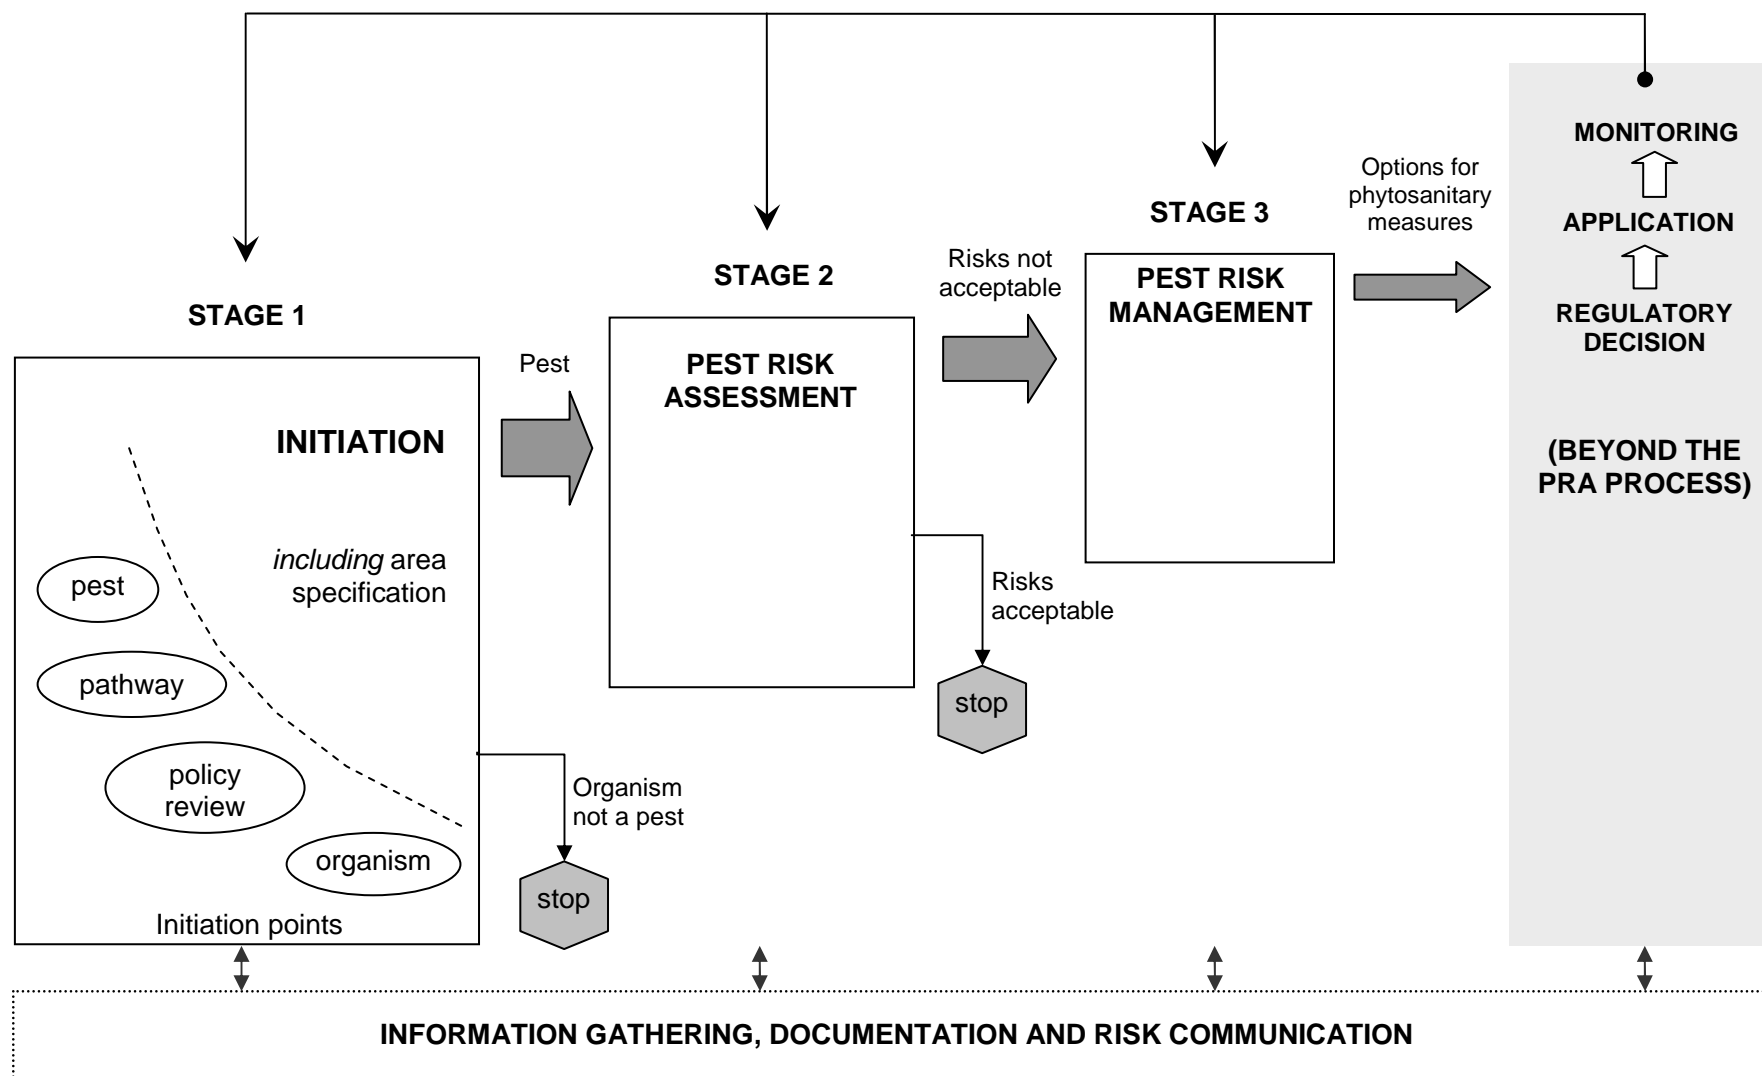 STAGE 1
INITIATION
including area
specification
pest
pathway
policy
review
organism
Initiation points
Pest
Organism
not a pest
stop
STAGE 2
PEST RISK
ASSESSMENT
Risks not
acceptable
Risks
acceptable
stop
STAGE 3
PEST RISK
MANAGEMENT
Options for
phytosanitary
measures
MONITORING
APPLICATION
REGULATORY
DECISION
(BEYOND THE
PRA PROCESS)
INFORMATION GATHERING, DOCUMENTATION AND RISK COMMUNICATION